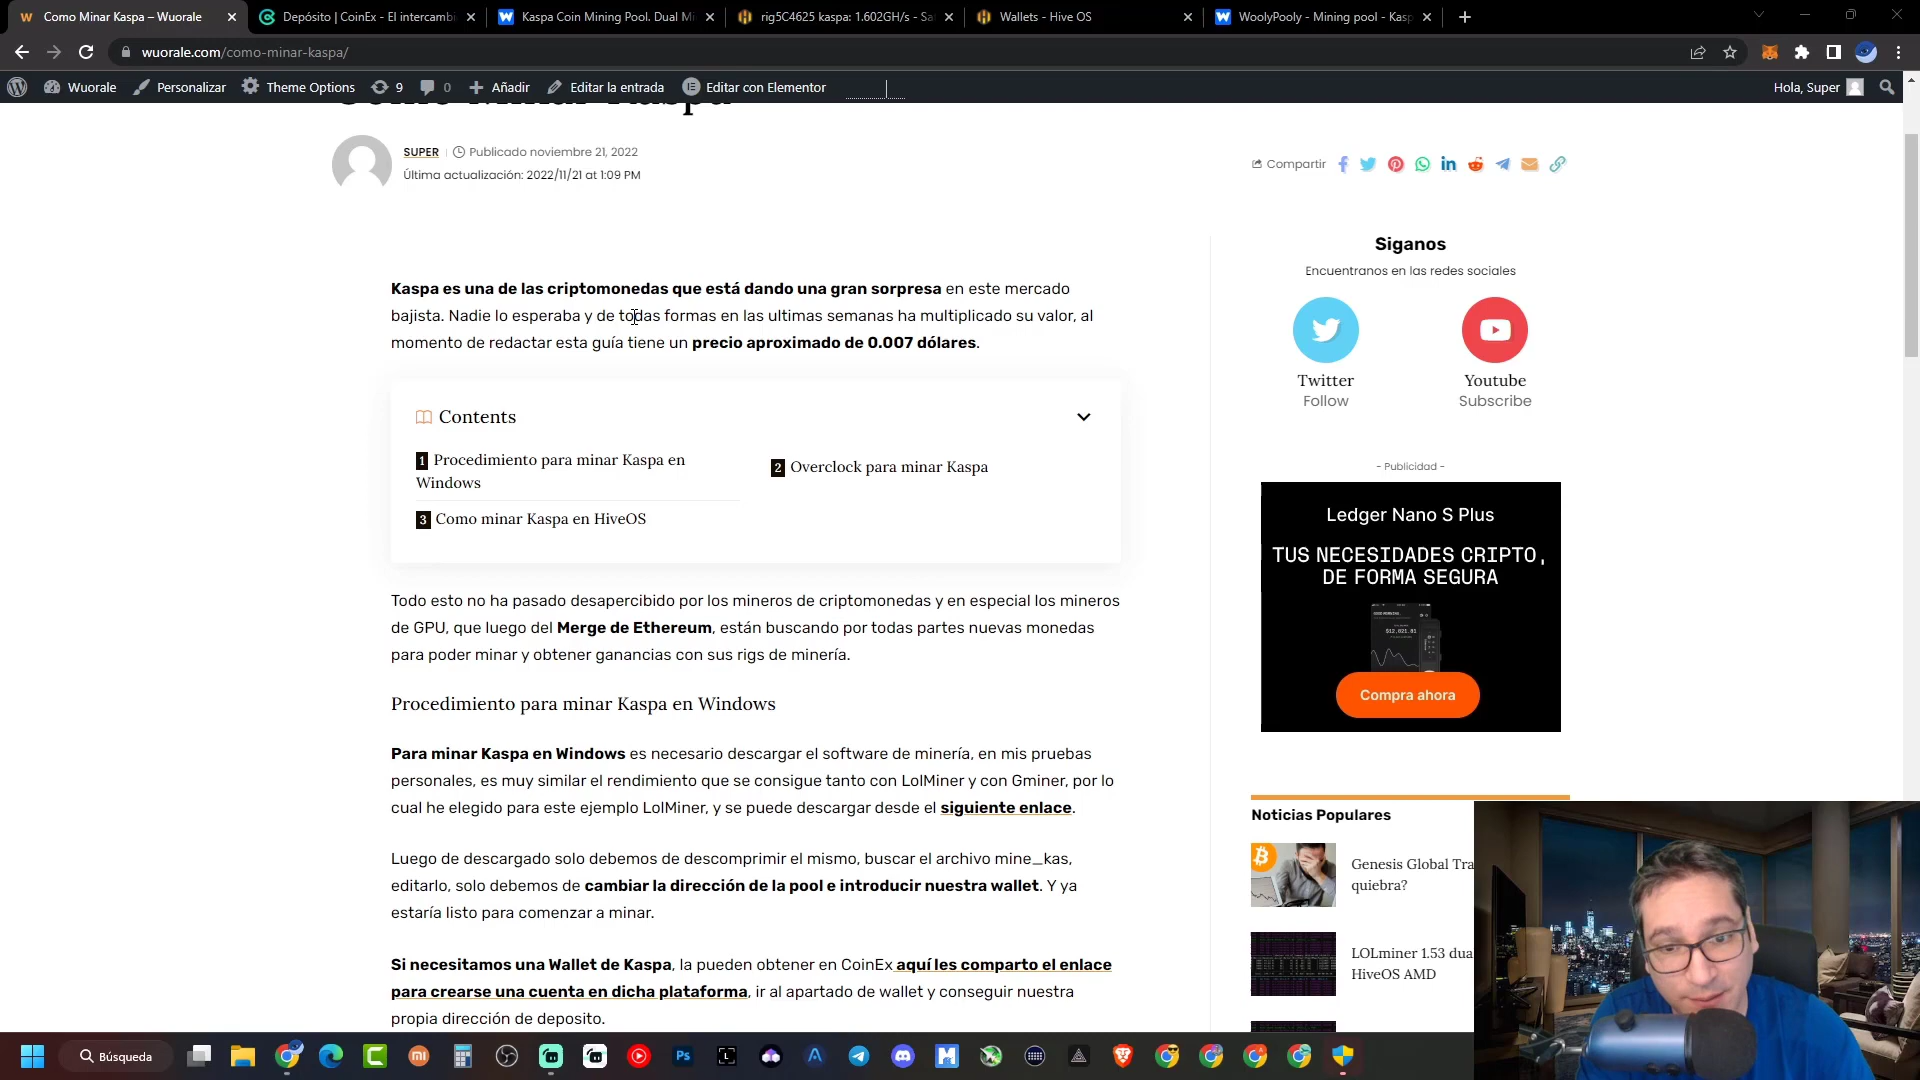 Como Minar Kaspa – Wuorale
Depósito | CoinEx - El intercambi
Kaspa Coin Mining Pool. Dual Mi
rig5C4625 kaspa: 1.602GH/s - Sa
Wallets - Hive OS
WoolyPooly - Mining pool - Kasp
wuorale.com/como-minar-kaspa/
Wuorale
Personalizar
Theme Options
9
0
Añadir
Editar la entrada
Editar con Elementor
Hola, Super
Como Minar Kaspa
SUPER
Publicado noviembre 21, 2022
Última actualización: 2022/11/21 at 1:09 PM
Compartir
Kaspa es una de las criptomonedas que está dando una gran sorpresa en este mercado
bajista. Nadie lo esperaba y de todas formas en las ultimas semanas ha multiplicado su valor, al
momento de redactar esta guía tiene un precio aproximado de 0.007 dólares.
Contents
1 Procedimiento para minar Kaspa en
Windows
2 Overclock para minar Kaspa
3 Como minar Kaspa en HiveOS
Todo esto no ha pasado desapercibido por los mineros de criptomonedas y en especial los mineros
de GPU, que luego del Merge de Ethereum, están buscando por todas partes nuevas monedas
para poder minar y obtener ganancias con sus rigs de minería.
Procedimiento para minar Kaspa en Windows
Para minar Kaspa en Windows es necesario descargar el software de minería, en mis pruebas
personales, es muy similar el rendimiento que se consigue tanto con LolMiner y con Gminer, por lo
cual he elegido para este ejemplo LolMiner, y se puede descargar desde el siguiente enlace.
Luego de descargado solo debemos de descomprimir el mismo, buscar el archivo mine_kas,
editarlo, solo debemos de cambiar la dirección de la pool e introducir nuestra wallet. Y ya
estaría listo para comenzar a minar.
Si necesitamos una Wallet de Kaspa, la pueden obtener en CoinEx aquí les comparto el enlace
para crearse una cuenta en dicha plataforma, ir al apartado de wallet y conseguir nuestra
propia dirección de deposito.
Siganos
Encuentranos en las redes sociales
Twitter
Follow
Youtube
Subscribe
- Publicidad -
Ledger Nano S Plus
TUS NECESIDADES CRIPTO,
DE FORMA SEGURA
Compra ahora
Noticias Populares
Genesis Global Tra
quiebra?
LOLminer 1.53 dua
HiveOS AMD
Búsqueda